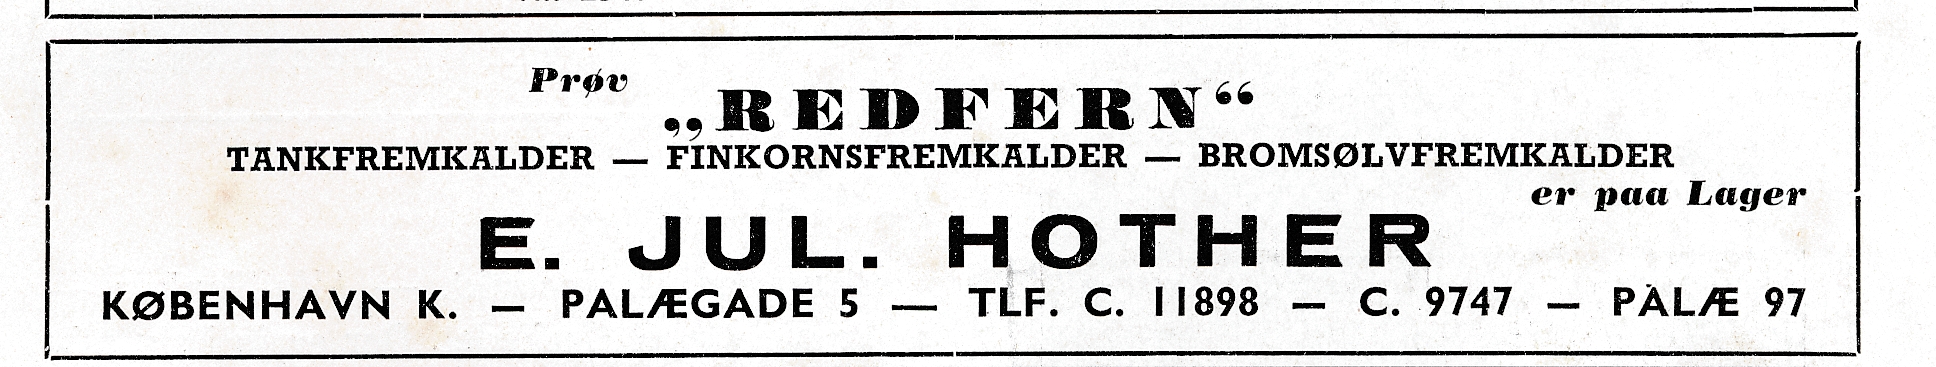 Prøv
„REDFERN“
TANKFREMKALDER — FINKORNSFREMKALDER — BROMSØLVFREMKALDER
er paa Lager
E. JUL. HOTHER
KØBENHAVN K. — PALÆGADE 5 — TLF. C. 11898 — C. 9747 — PALÆ 97